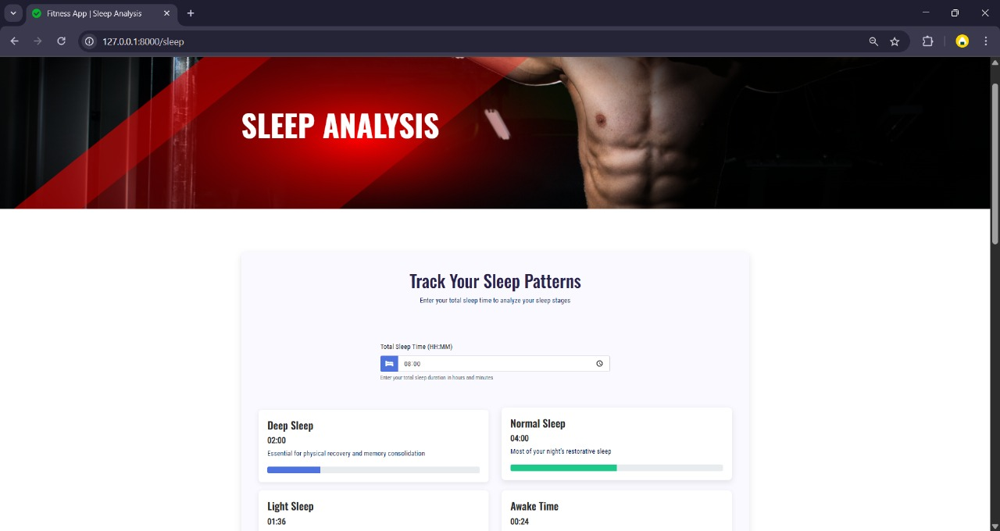 Fitness App | Sleep Analysis
127.0.0.1:8000/sleep
SLEEP ANALYSIS
Track Your Sleep Patterns
Enter your total sleep time to analyze your sleep stages
Total Sleep Time (HH:MM)
08:00
Enter your total sleep duration in hours and minutes
Deep Sleep
02:00
Essential for physical recovery and memory consolidation
Normal Sleep
04:00
Most of your night's restorative sleep
Light Sleep
01:36
Awake Time
00:24